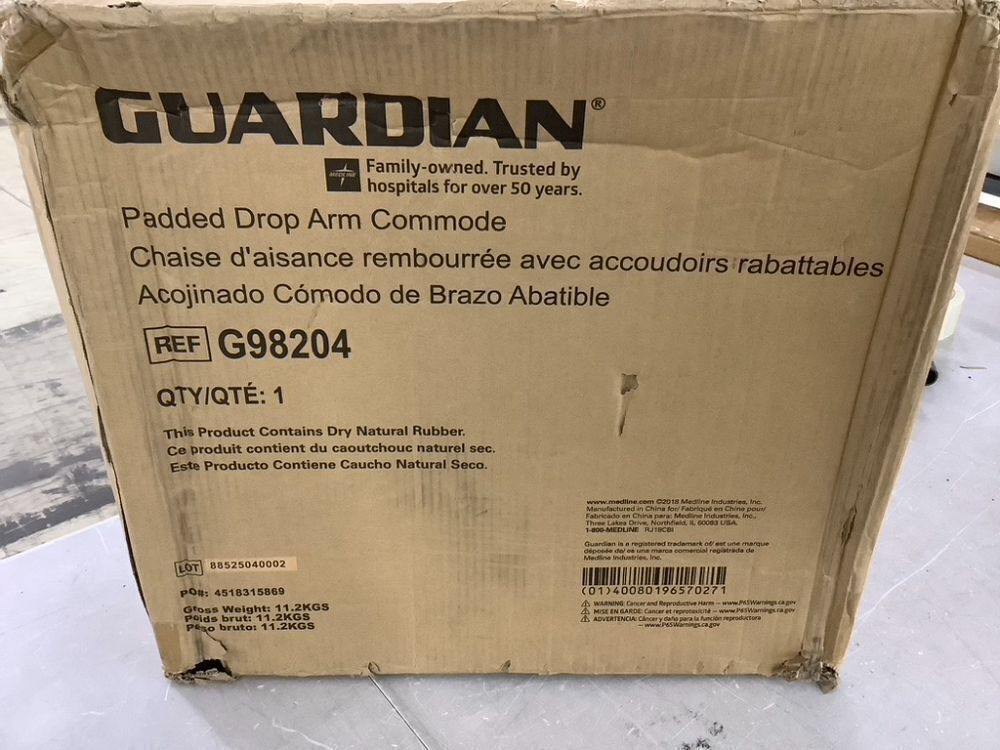 GUARDIAN®
MEDLINE
Family-owned. Trusted by
hospitals for over 50 years.
Padded Drop Arm Commode
Chaise d'aisance rembourrée avec accoudoirs rabattables
Acojinado Cómodo de Brazo Abatible
REF G98204
QTY/QTÉ: 1
This Product Contains Dry Natural Rubber.
Ce produit contient du caoutchouc naturel sec.
Este Producto Contiene Caucho Natural Seco.
www.medline.com ©2018 Medline Industries, Inc.
Manufactured in China for/ Fabriqué en Chine pour/
Fabricado en China para: Medline Industries, Inc.,
Three Lakes Drive, Northfield, IL 60093 USA.
1-800-MEDLINE RJ18CBI
Guardian is a registered trademark of/ est une marque
déposée de/ es una marca comercial registrada de
Medline Industries, Inc.
LOT 88525040002
PO#: 4518315869
Gross Weight: 11.2KGS
Poids brut: 11.2KGS
Peso bruto: 11.2KGS
(01)40080196570271
WARNING: Cancer and Reproductive Harm – www.P65Warnings.ca.gov
MISE EN GARDE: Cancer et reprotoxicité – www.P65Warnings.ca.gov
ADVERTENCIA: Cáncer y daño para la función reproductora
– www.P65Warnings.ca.gov